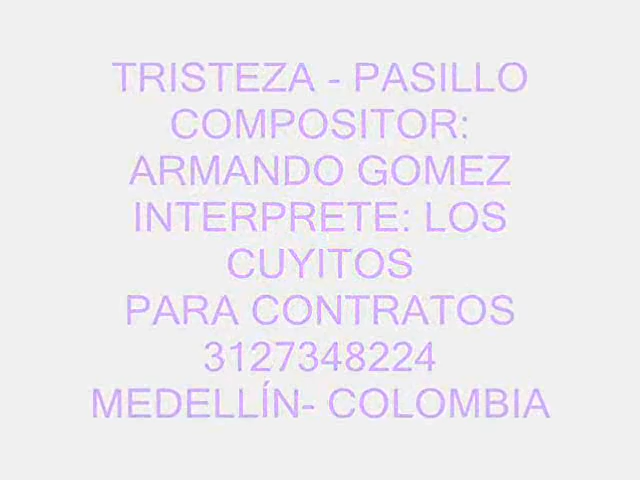 TRISTEZA - PASILLO
COMPOSITOR:
ARMANDO GOMEZ
INTERPRETE: LOS
CUYITOS
PARA CONTRATOS
3127348224
MEDELLÍN- COLOMBIA